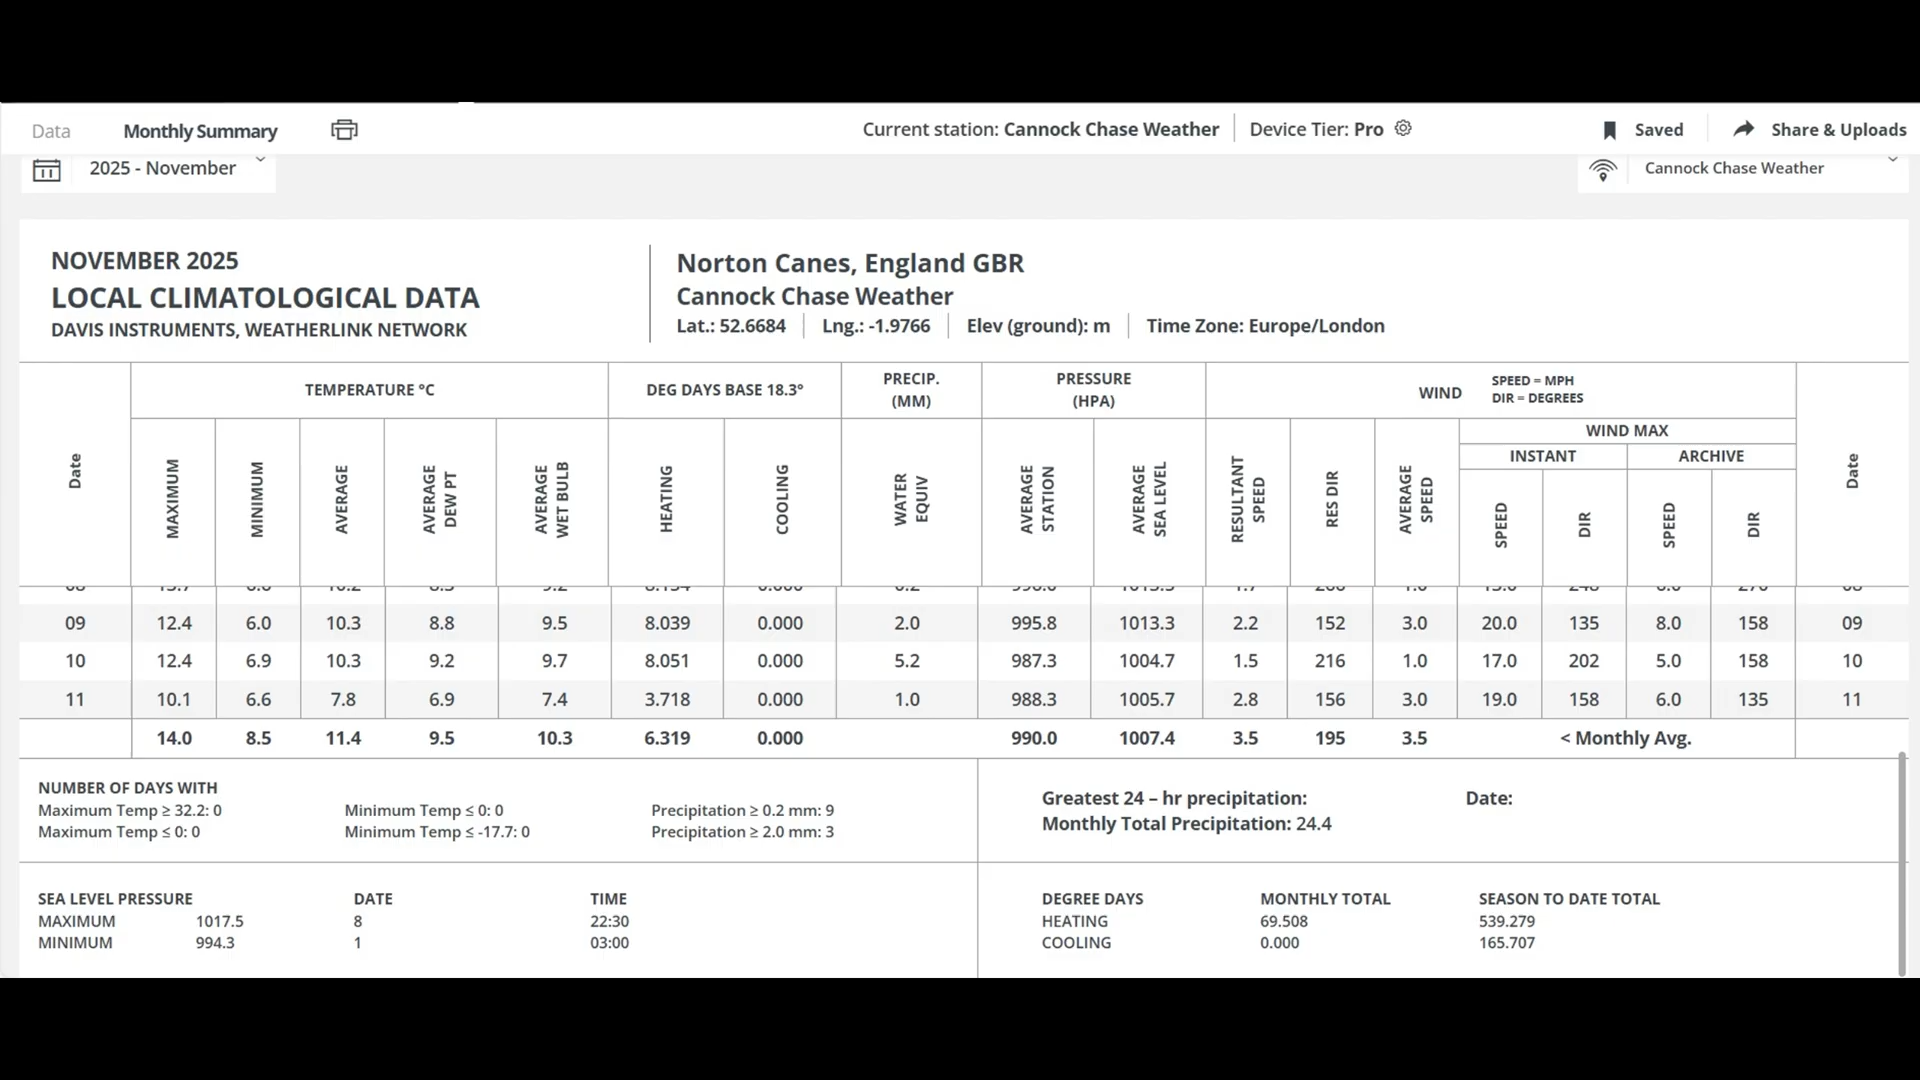 Data Monthly Summary Current station: Cannock Chase Weather Device Tier: Pro Saved Share & Uploads
2025 - November Cannock Chase Weather
NOVEMBER 2025
LOCAL CLIMATOLOGICAL DATA
DAVIS INSTRUMENTS, WEATHERLINK NETWORK
Norton Canes, England GBR
Cannock Chase Weather
Lat.: 52.6684 Lng.: -1.9766 Elev (ground): m Time Zone: Europe/London
Date
TEMPERATURE °C
MAXIMUM
MINIMUM
AVERAGE
AVERAGE
DEW PT
AVERAGE
WET BULB
DEG DAYS BASE 18.3°
HEATING
COOLING
PRECIP.
(MM)
WATER
EQUIV
PRESSURE
(HPA)
AVERAGE
STATION
AVERAGE
SEA LEVEL
WIND
SPEED = MPH
DIR = DEGREES
RESULTANT
SPEED
RES DIR
AVERAGE
SPEED
WIND MAX
INSTANT
ARCHIVE
SPEED
DIR
SPEED
DIR
Date
09 12.4 6.0 10.3 8.8 9.5 8.039 0.000 2.0 995.8 1013.3 2.2 152 3.0 20.0 135 8.0 158 09
10 12.4 6.9 10.3 9.2 9.7 8.051 0.000 5.2 987.3 1004.7 1.5 216 1.0 17.0 202 5.0 158 10
11 10.1 6.6 7.8 6.9 7.4 3.718 0.000 1.0 988.3 1005.7 2.8 156 3.0 19.0 158 6.0 135 11
14.0 8.5 11.4 9.5 10.3 6.319 0.000 990.0 1007.4 3.5 195 3.5 < Monthly Avg.
NUMBER OF DAYS WITH
Maximum Temp ≥ 32.2: 0 Minimum Temp ≤ 0: 0 Precipitation ≥ 0.2 mm: 9
Maximum Temp ≤ 0: 0 Minimum Temp ≤ -17.7: 0 Precipitation ≥ 2.0 mm: 3
Greatest 24 – hr precipitation: Date:
Monthly Total Precipitation: 24.4
SEA LEVEL PRESSURE DATE TIME
MAXIMUM 1017.5 8 22:30
MINIMUM 994.3 1 03:00
DEGREE DAYS MONTHLY TOTAL SEASON TO DATE TOTAL
HEATING 69.508 539.279
COOLING 0.000 165.707